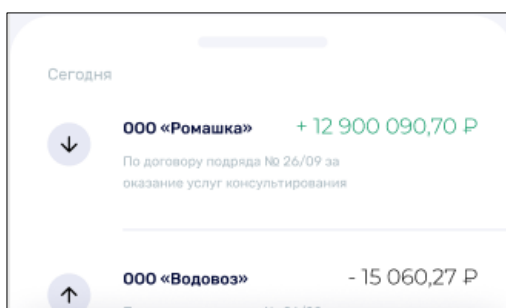 Сегодня
ООО «Ромашка» + 12 900 090,70 ₽
По договору подряда № 26/09 за
оказание услуг консультирования
ООО «Водовоз» - 15 060,27 ₽